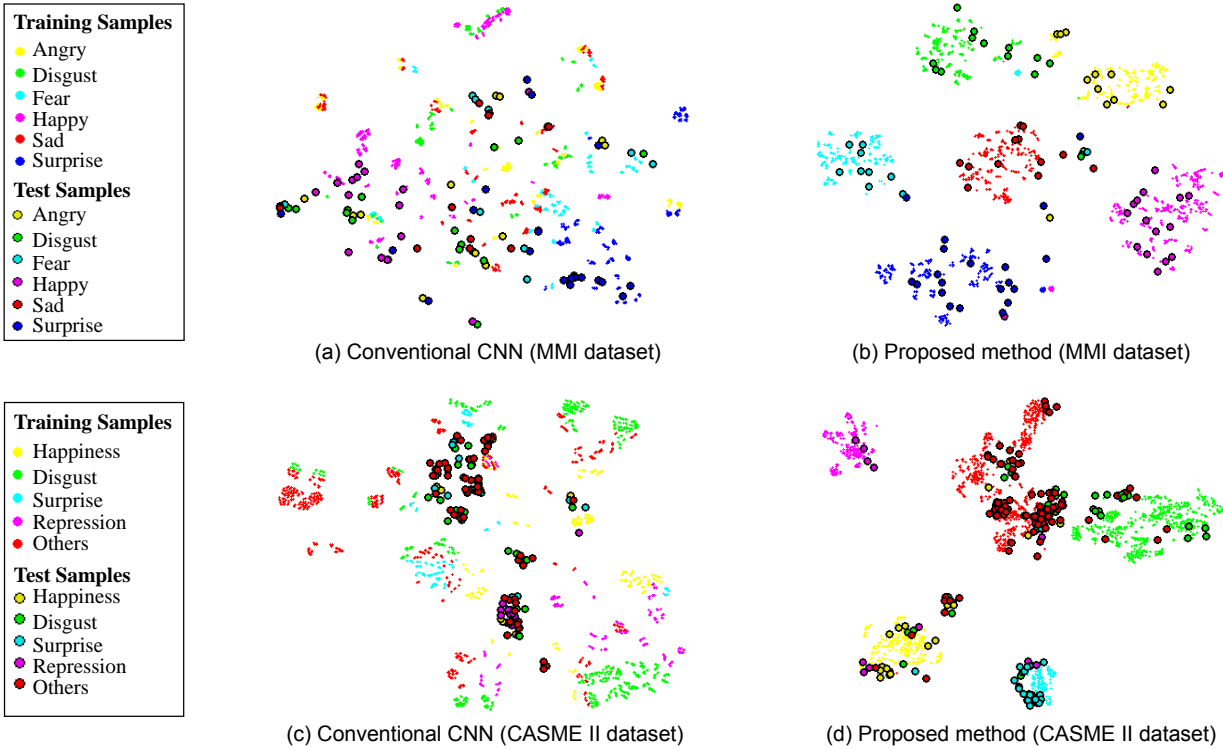 Training Samples
Angry
Disgust
Fear
Happy
Sad
Surprise
Test Samples
Angry
Disgust
Fear
Happy
Sad
Surprise
(a) Conventional CNN (MMI dataset)
(b) Proposed method (MMI dataset)
Training Samples
Happiness
Disgust
Surprise
Repression
Others
Test Samples
Happiness
Disgust
Surprise
Repression
Others
(c) Conventional CNN (CASME II dataset)
(d) Proposed method (CASME II dataset)